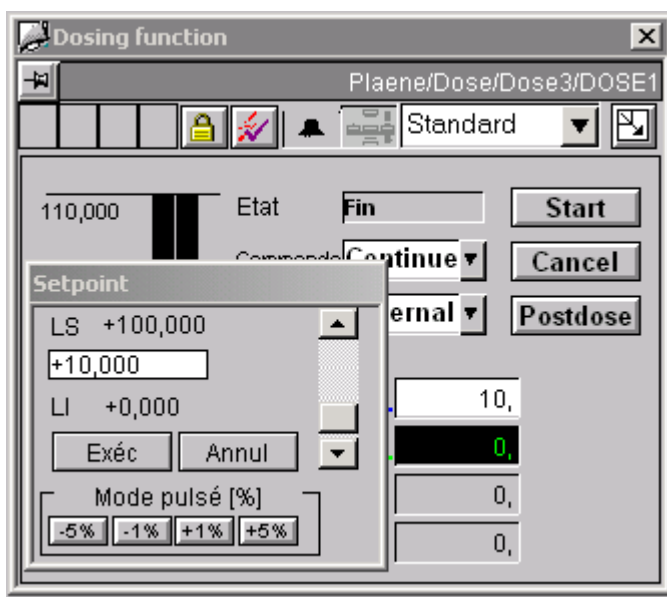 Dosing function
Plaene/Dose/Dose3/DOSE1
Standard
110,000
Etat Fin Start
Commande Continue Cancel
ernal Postdose
Setpoint
LS +100,000
+10,000
LI +0,000
Exéc Annul
Mode pulsé [%]
-5% -1% +1% +5%
10,
0,
0,
0,